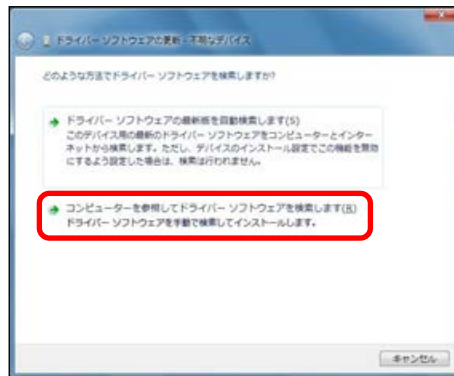 ドライバー ソフトウェアの更新 - 不明なデバイス
どのような方法でドライバー ソフトウェアを検索しますか?
ドライバー ソフトウェアの最新版を自動検索します(S)
このデバイス用の最新のドライバー ソフトウェアをコンピューターとインター
ネットから検索します。ただし、デバイスのインストール設定でこの機能を無効
にするよう設定した場合は、検索は行われません。
コンピューターを参照してドライバー ソフトウェアを検索します(R)
ドライバー ソフトウェアを手動で検索してインストールします。
キャンセル